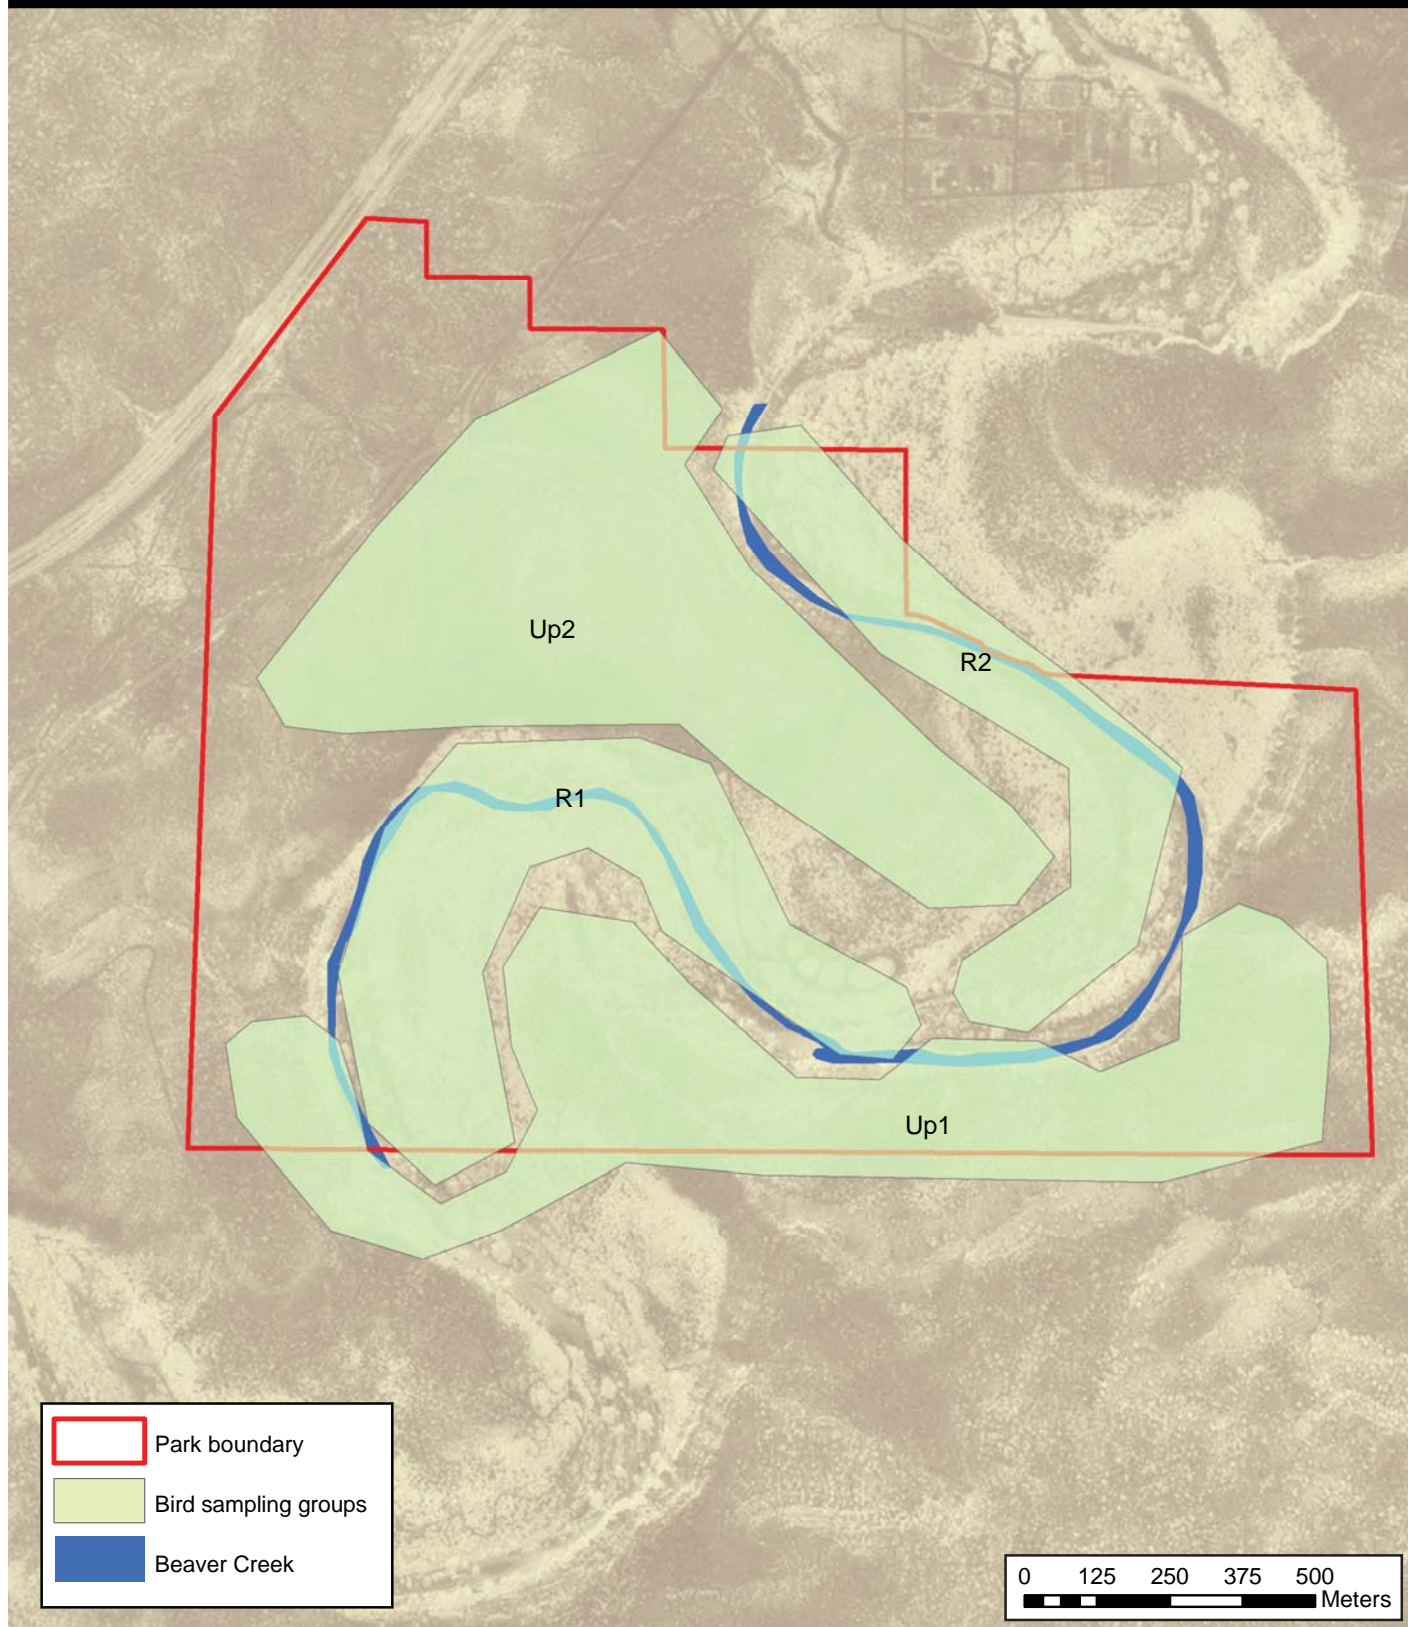 Up2
R2
R1
Up1
Park boundary
Bird sampling groups
Beaver Creek
0 125 250 375 500
Meters